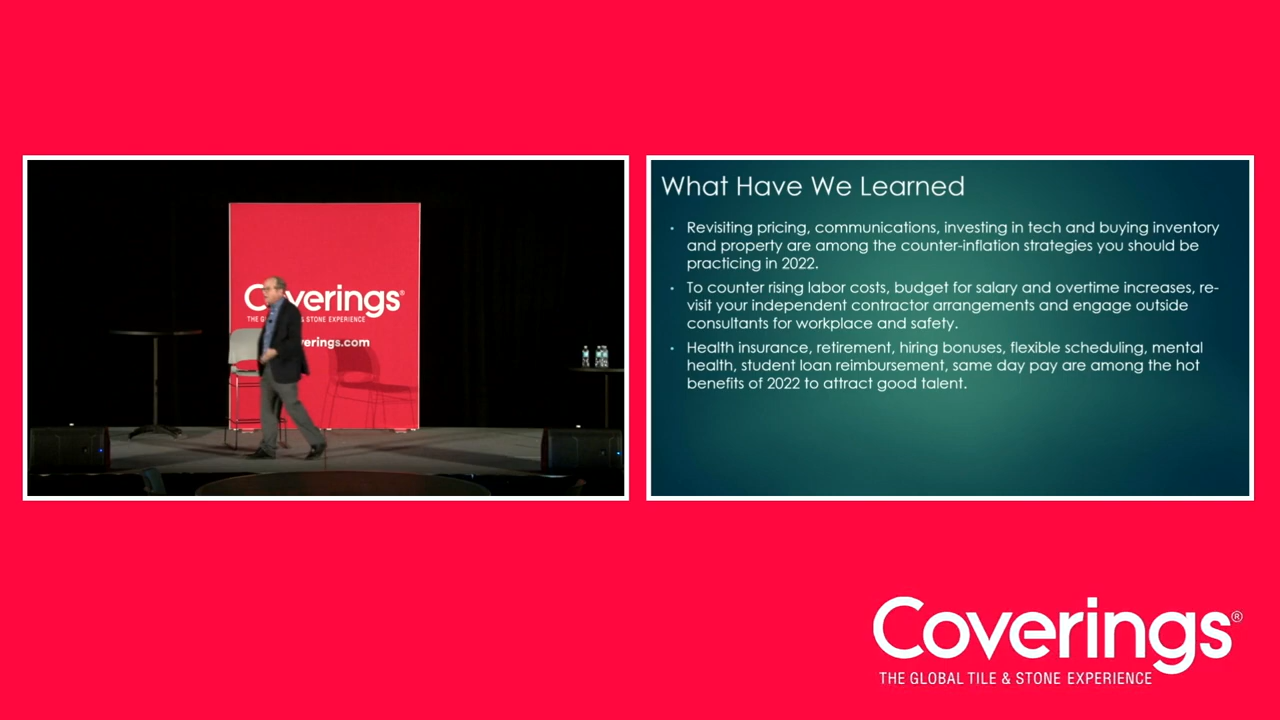 Coverings®
THE G & STONE EXPERIENCE
verings.com
What Have We Learned
• Revisiting pricing, communications, investing in tech and buying inventory
and property are among the counter-inflation strategies you should be
practicing in 2022.
• To counter rising labor costs, budget for salary and overtime increases, re-
visit your independent contractor arrangements and engage outside
consultants for workplace and safety.
• Health insurance, retirement, hiring bonuses, flexible scheduling, mental
health, student loan reimbursement, same day pay are among the hot
benefits of 2022 to attract good talent.
Coverings®
THE GLOBAL TILE & STONE EXPERIENCE